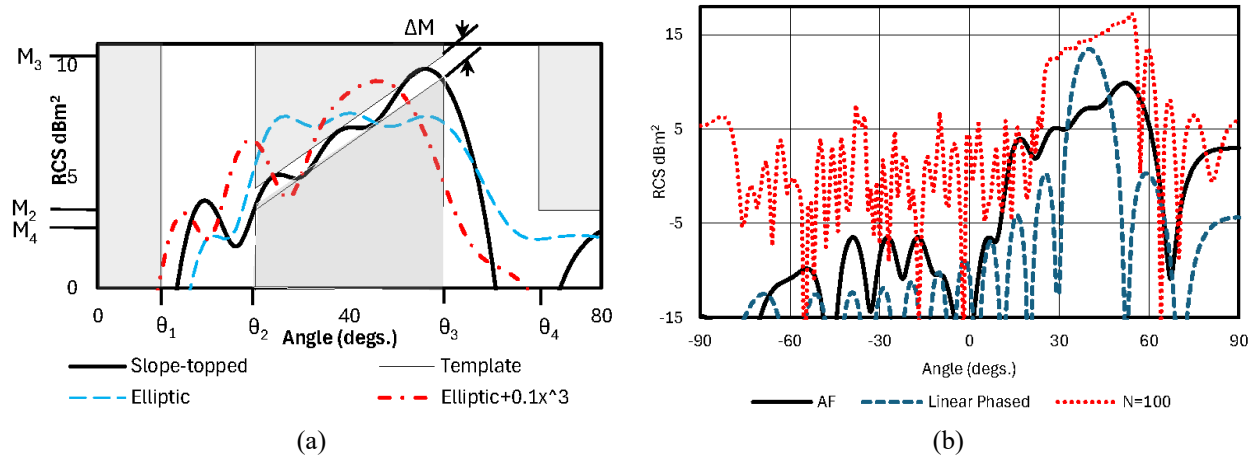 ΔM
M₃
10
RCS dBm²
5
M₂
M₄
0
0 θ₁ θ₂ 40 θ₃ θ₄ 80
Angle (degs.)
Slope-topped Template
Elliptic Elliptic+0.1x^3
(a)
15
5
-5
-15
RCS dBm²
-90 -60 -30 0 30 60 90
Angle (degs.)
AF Linear Phased N=100
(b)